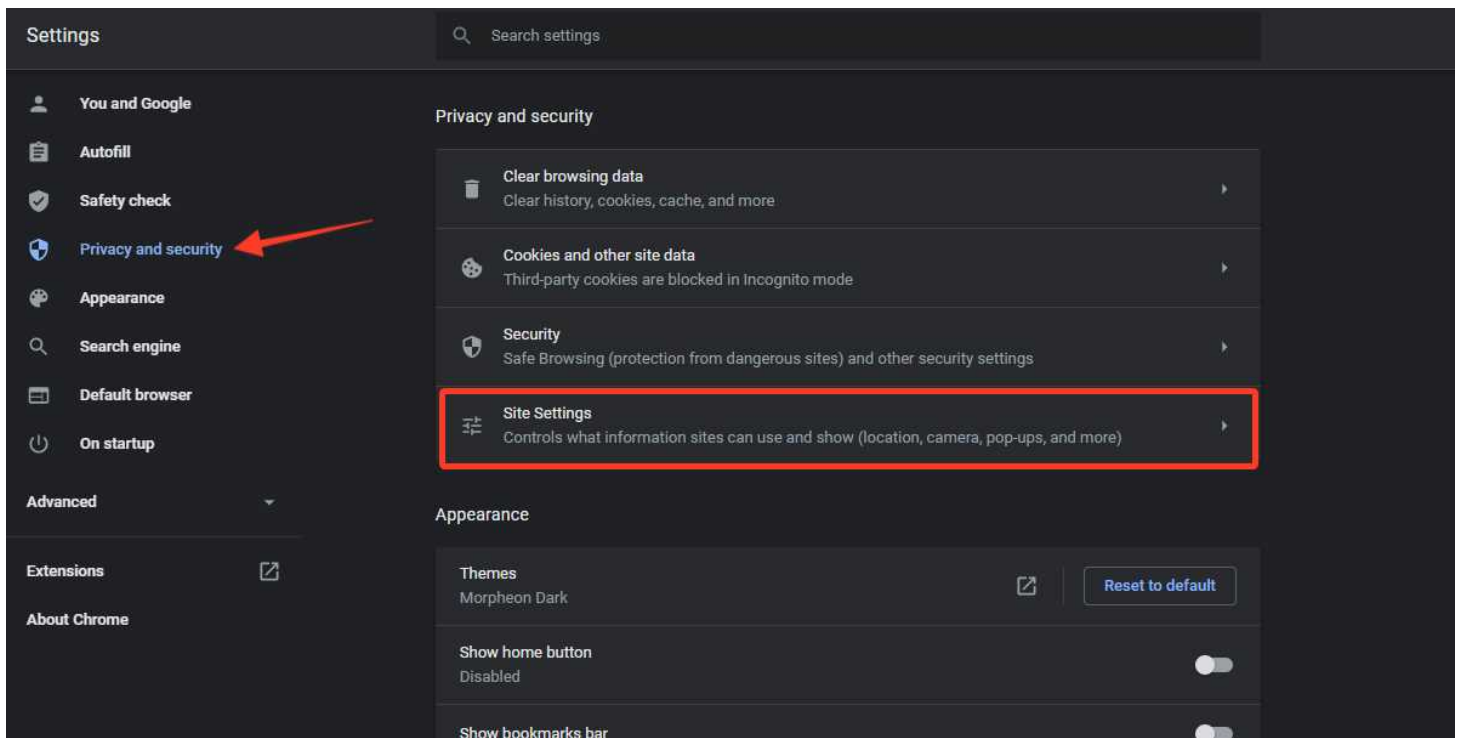 Settings
Search settings
You and Google
Autofill
Safety check
Privacy and security
Appearance
Search engine
Default browser
On startup
Advanced
Extensions
About Chrome
Privacy and security
Clear browsing data
Clear history, cookies, cache, and more
Cookies and other site data
Third-party cookies are blocked in Incognito mode
Security
Safe Browsing (protection from dangerous sites) and other security settings
Site Settings
Controls what information sites can use and show (location, camera, pop-ups, and more)
Appearance
Themes
Morpheon Dark
Reset to default
Show home button
Disabled
Show bookmarks bar